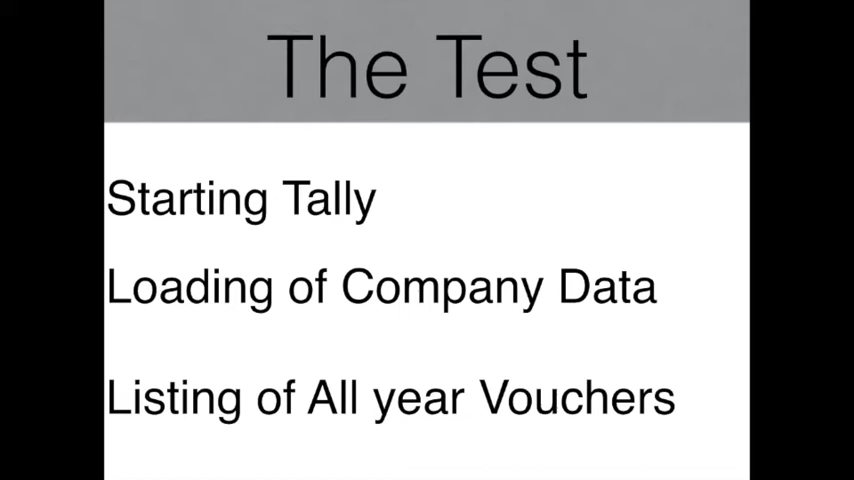 The Test
Starting Tally
Loading of Company Data
Listing of All year Vouchers